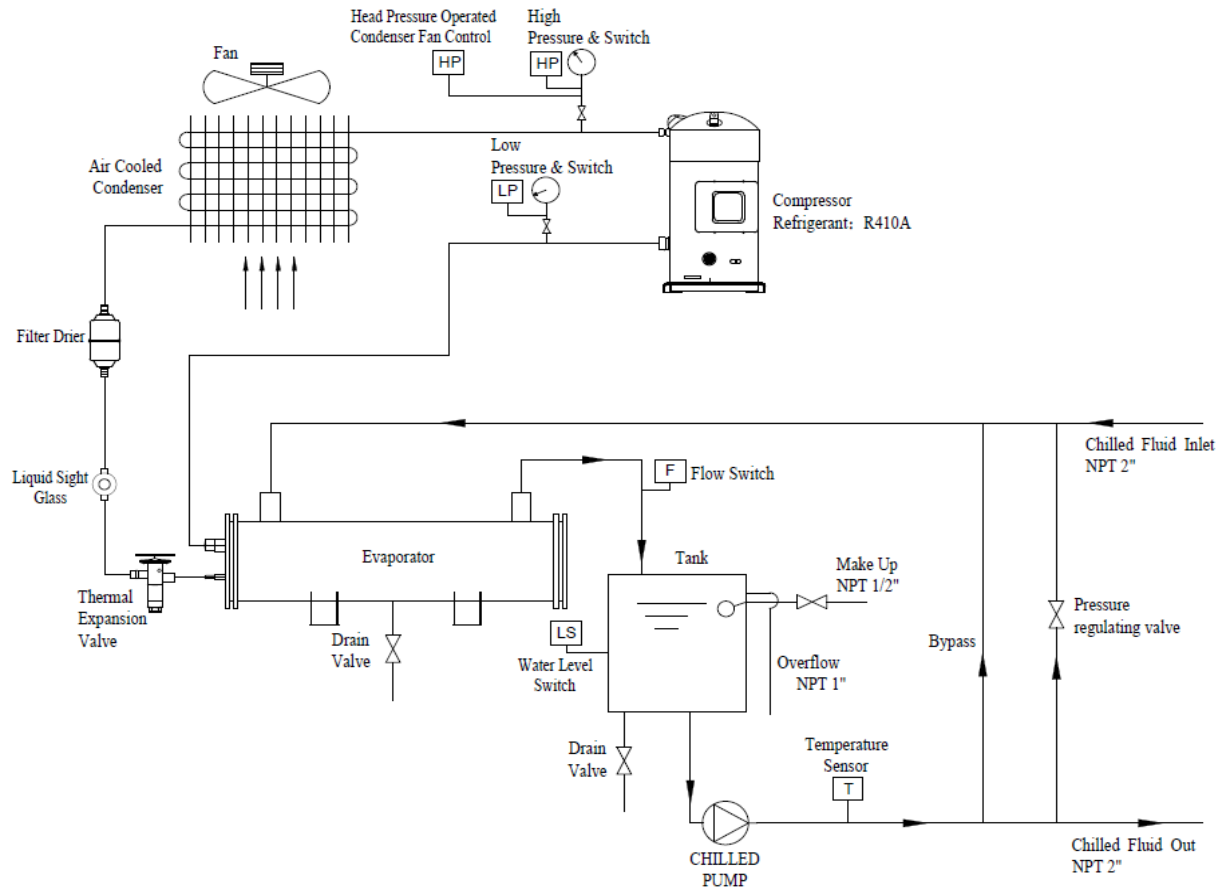 Head Pressure Operated
Condenser Fan Control
High
Pressure & Switch
Fan
HP
HP
Low
Pressure & Switch
Air Cooled
Condenser
LP
Compressor
Refrigerant: R410A
Filter Drier
Chilled Fluid Inlet
NPT 2"
Liquid Sight
Glass
F
Flow Switch
Evaporator
Tank
Make Up
NPT 1/2"
Thermal
Expansion
Valve
Pressure
regulating valve
LS
Drain
Valve
Bypass
Water Level
Switch
Overflow
NPT 1"
Drain
Valve
Temperature
Sensor
T
Chilled Fluid Out
NPT 2"
CHILLED
PUMP